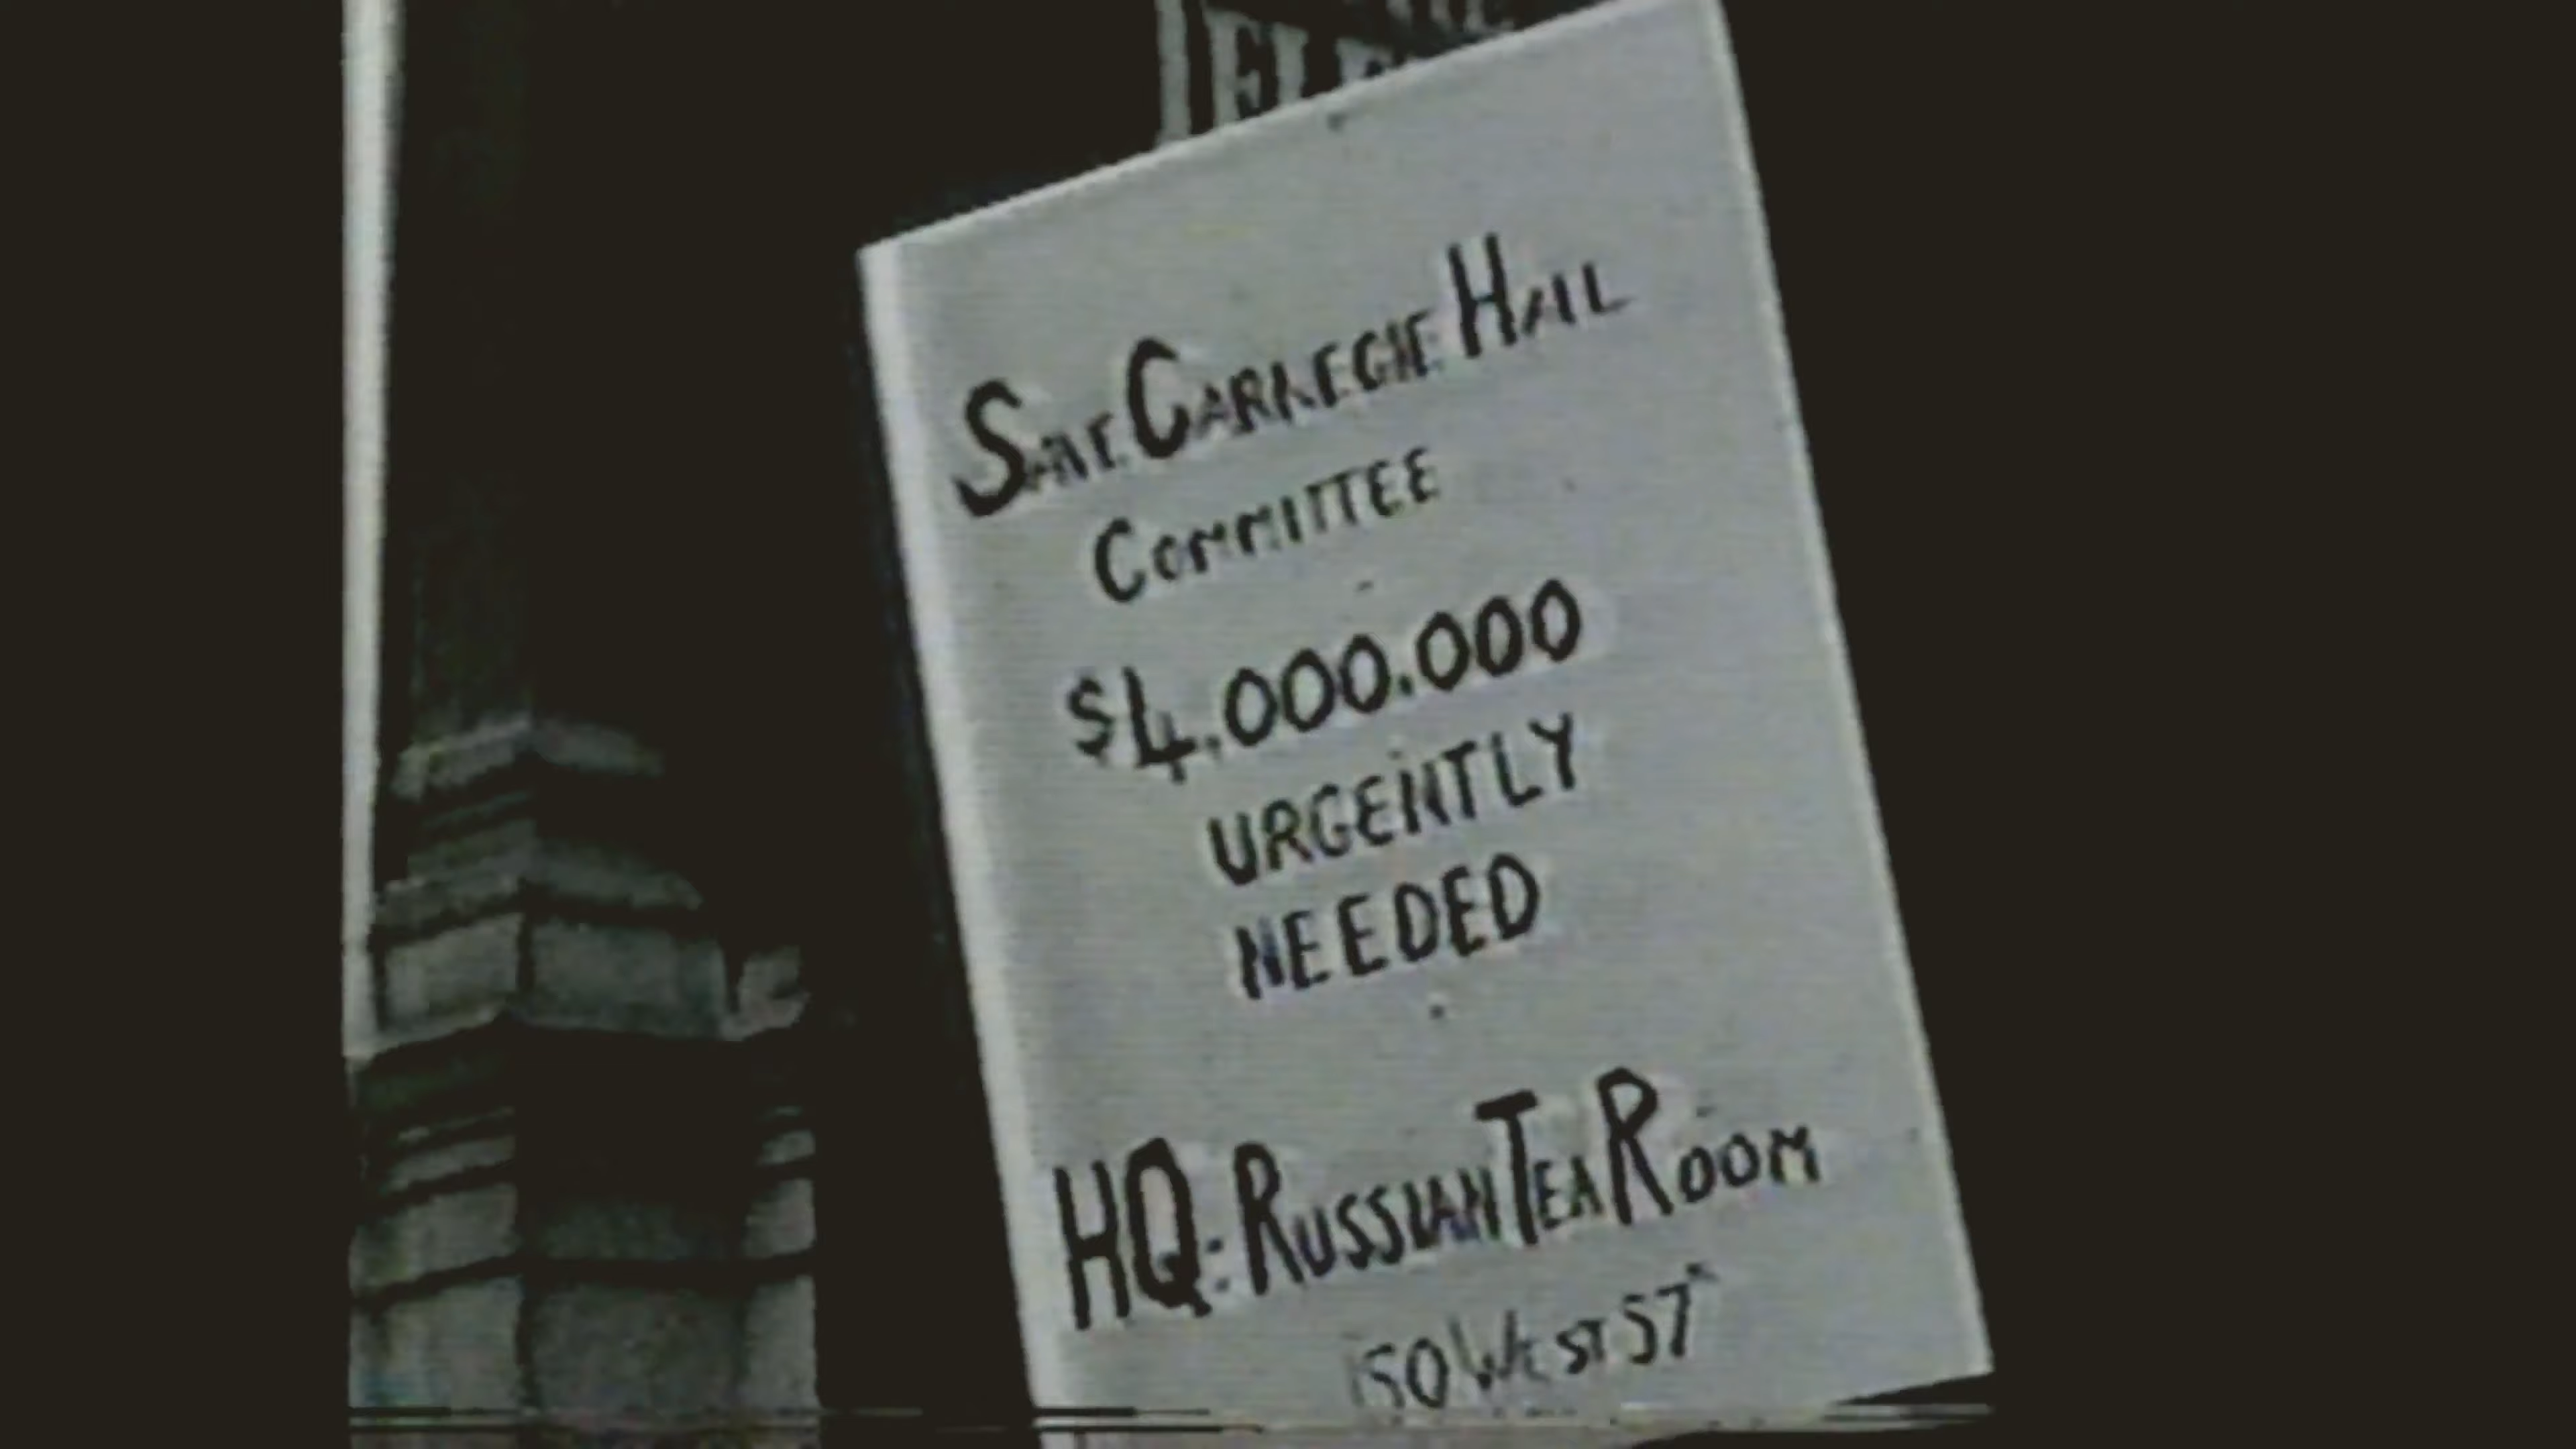 SAVE CARNEGIE HALL
COMMITTEE
$4,000.000
URGENTLY
NEEDED
HQ: RUSSIAN TEA ROOM
150 WEST 57